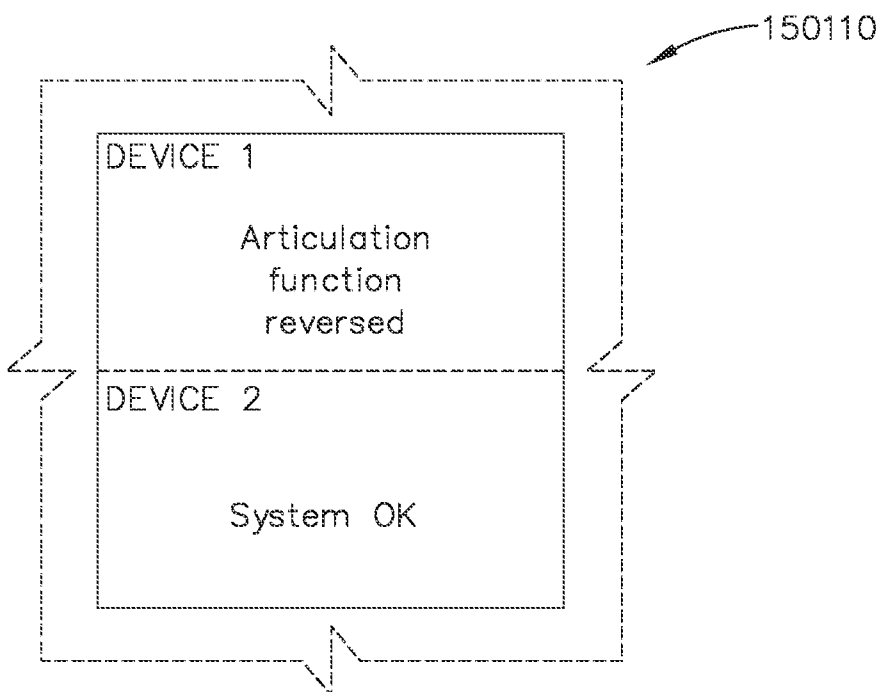 150110
DEVICE 1
Articulation
function
reversed
DEVICE 2
System OK